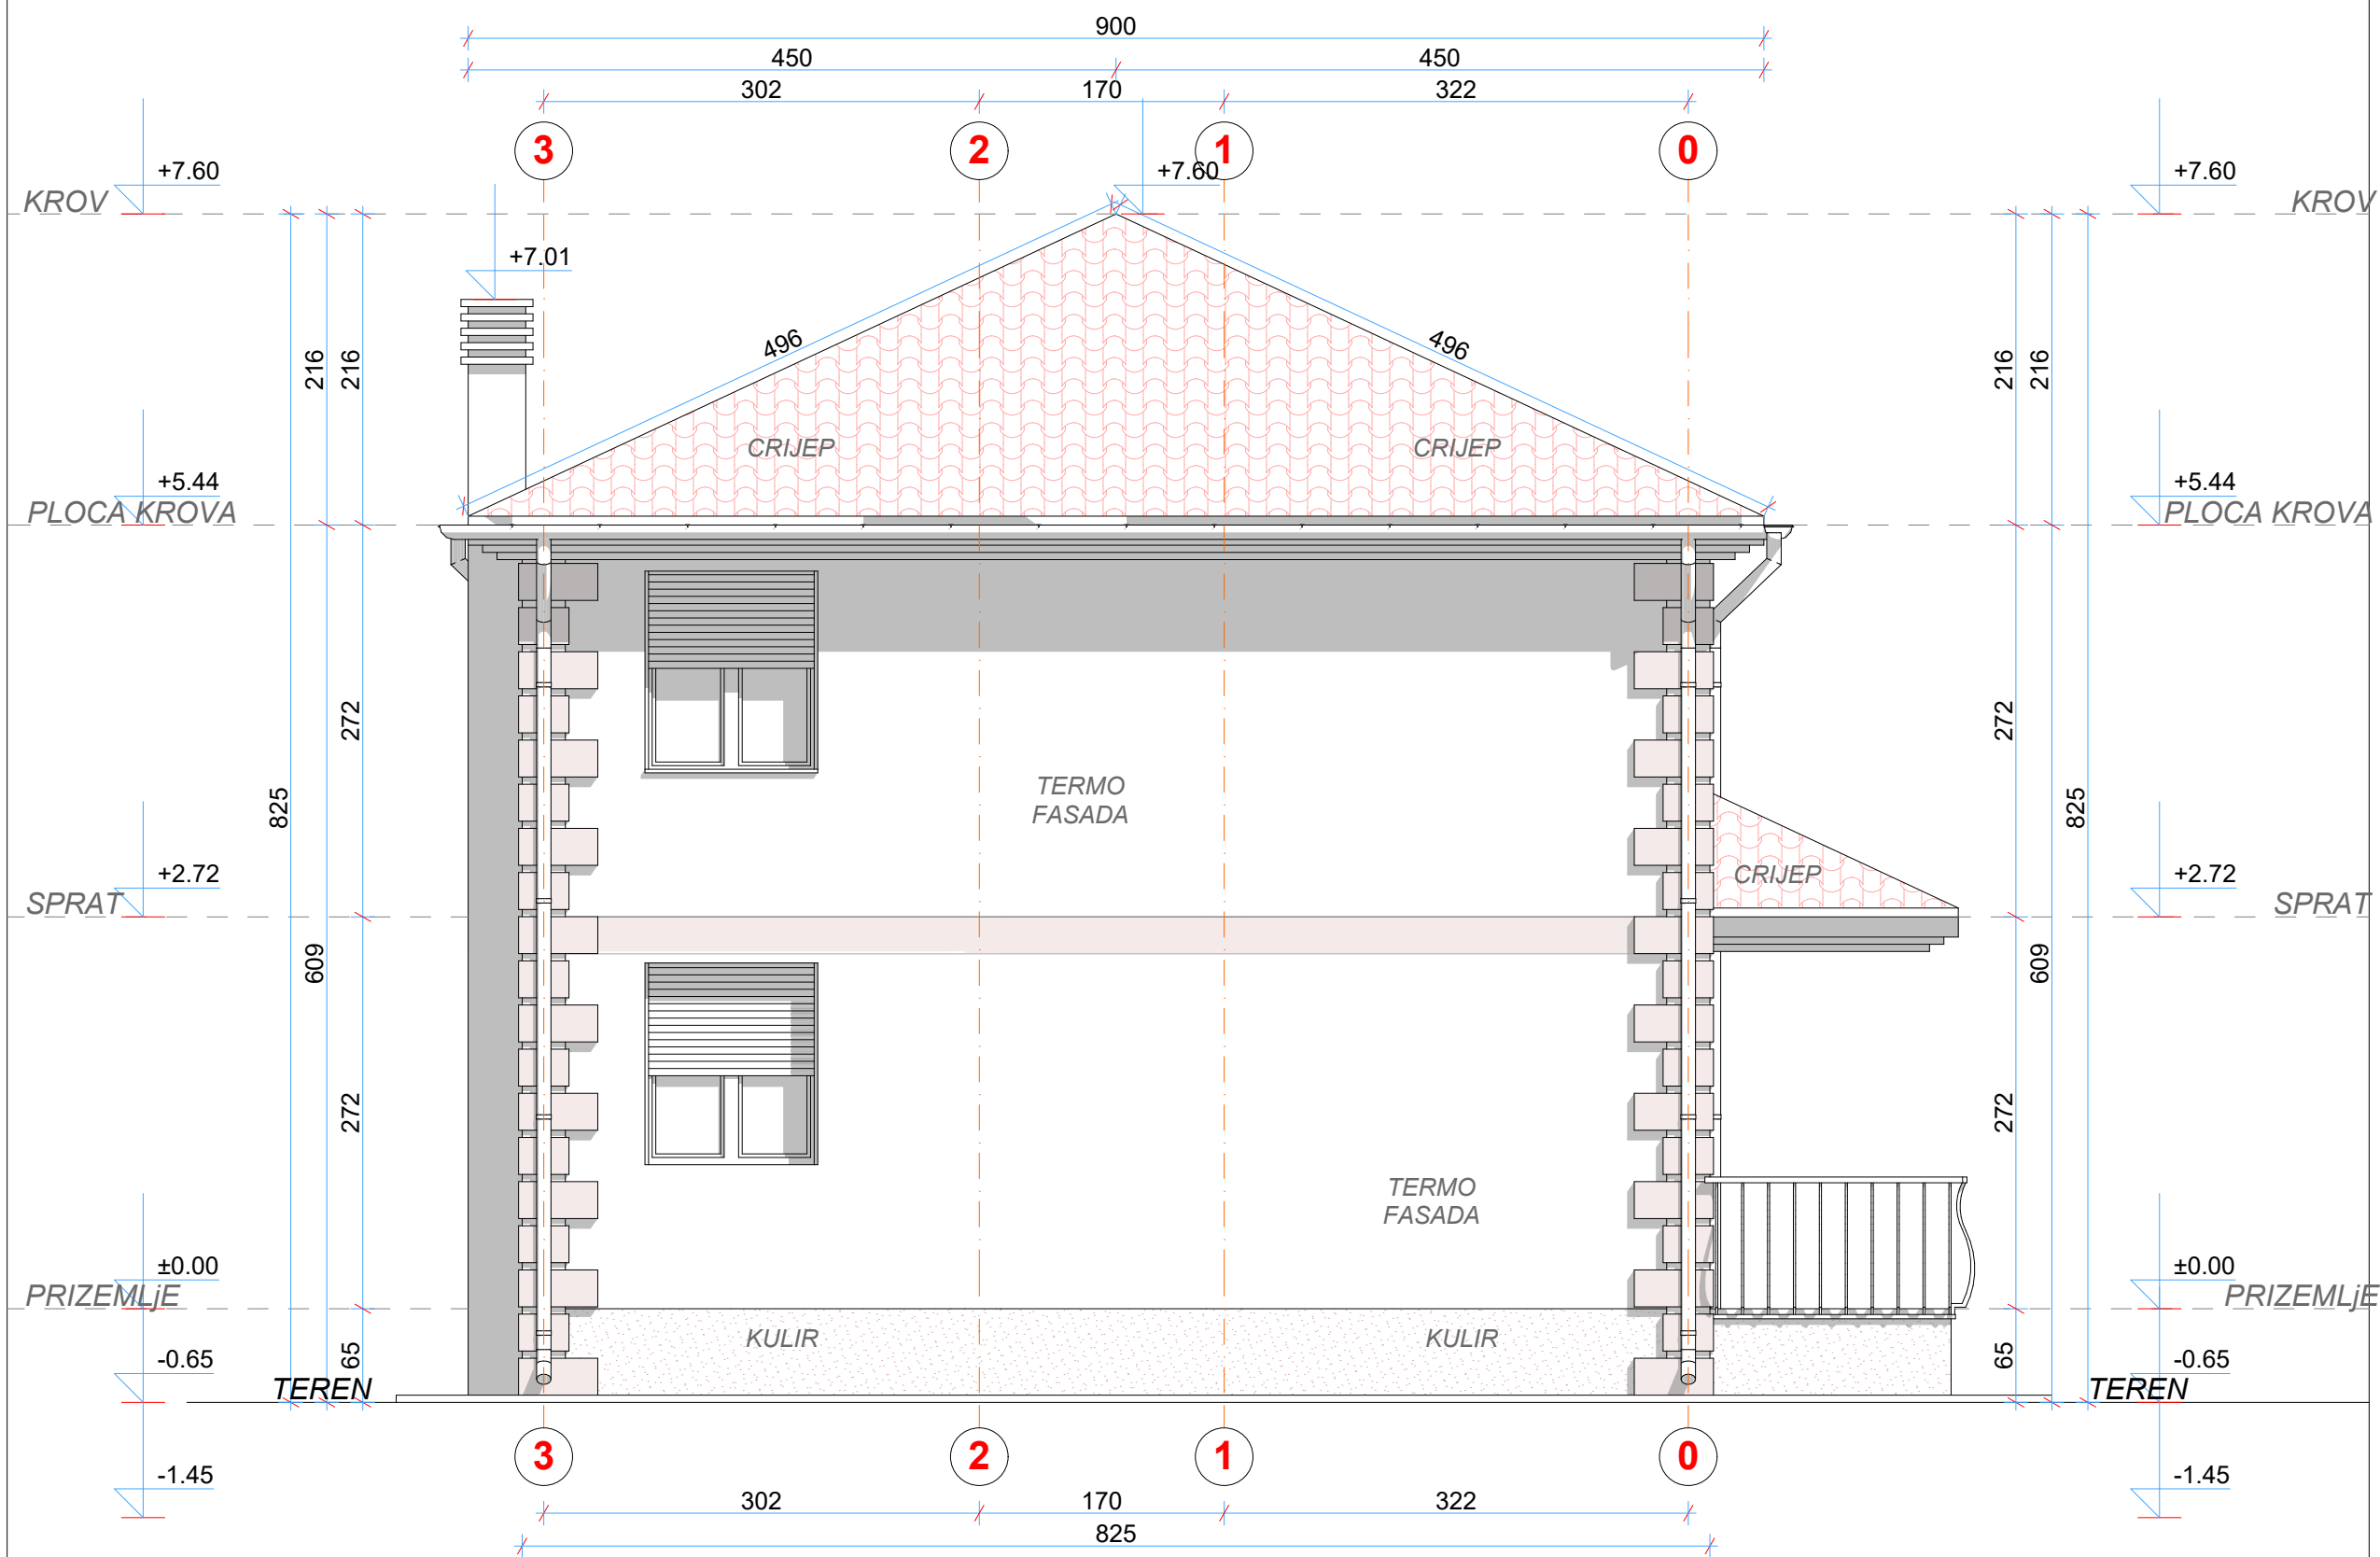 900
450 450
302 170 322
3 2 1 0
+7.60 +7.60 +7.60
KROV KROV
+7.01
496 496
216 216 216 216
CRIJEP CRIJEP
+5.44 +5.44
PLOCA KROVA PLOCA KROVA
272 272
TERMO
FASADA
825 825
+2.72 CRIJEP +2.72
SPRAT SPRAT
609 609
272 272
TERMO
FASADA
±0.00 ±0.00
PRIZEMLjE PRIZEMLjE
KULIR KULIR
-0.65 65 65 -0.65
TEREN TEREN
3 2 1 0
-1.45 -1.45
302 170 322
825